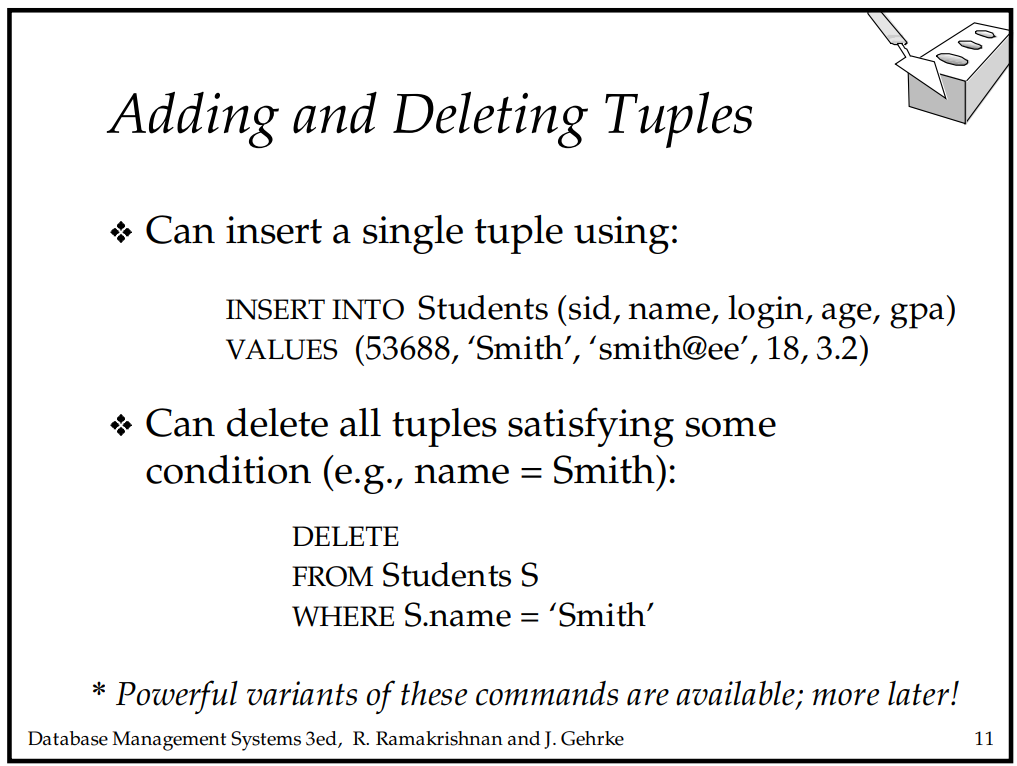 Adding and Deleting Tuples
❖ Can insert a single tuple using:
INSERT INTO Students (sid, name, login, age, gpa)
VALUES (53688, ‘Smith’, ‘smith@ee’, 18, 3.2)
❖ Can delete all tuples satisfying some
condition (e.g., name = Smith):
DELETE
FROM Students S
WHERE S.name = ‘Smith’
* Powerful variants of these commands are available; more later!
Database Management Systems 3ed, R. Ramakrishnan and J. Gehrke 11